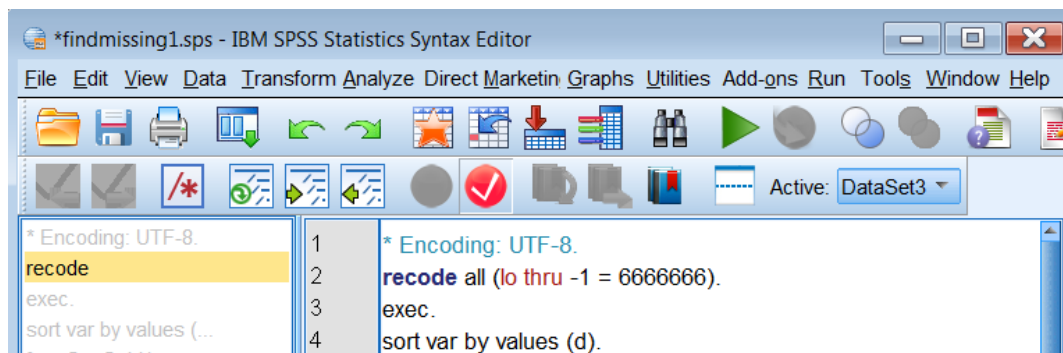 *findmissing1.sps - IBM SPSS Statistics Syntax Editor
File Edit View Data Transform Analyze Direct Marketin Graphs Utilities Add-ons Run Tools Window Help
/*
Active: DataSet3
* Encoding: UTF-8.
recode
exec.
sort var by values (...
1 * Encoding: UTF-8.
2 recode all (lo thru -1 = 6666666).
3 exec.
4 sort var by values (d).